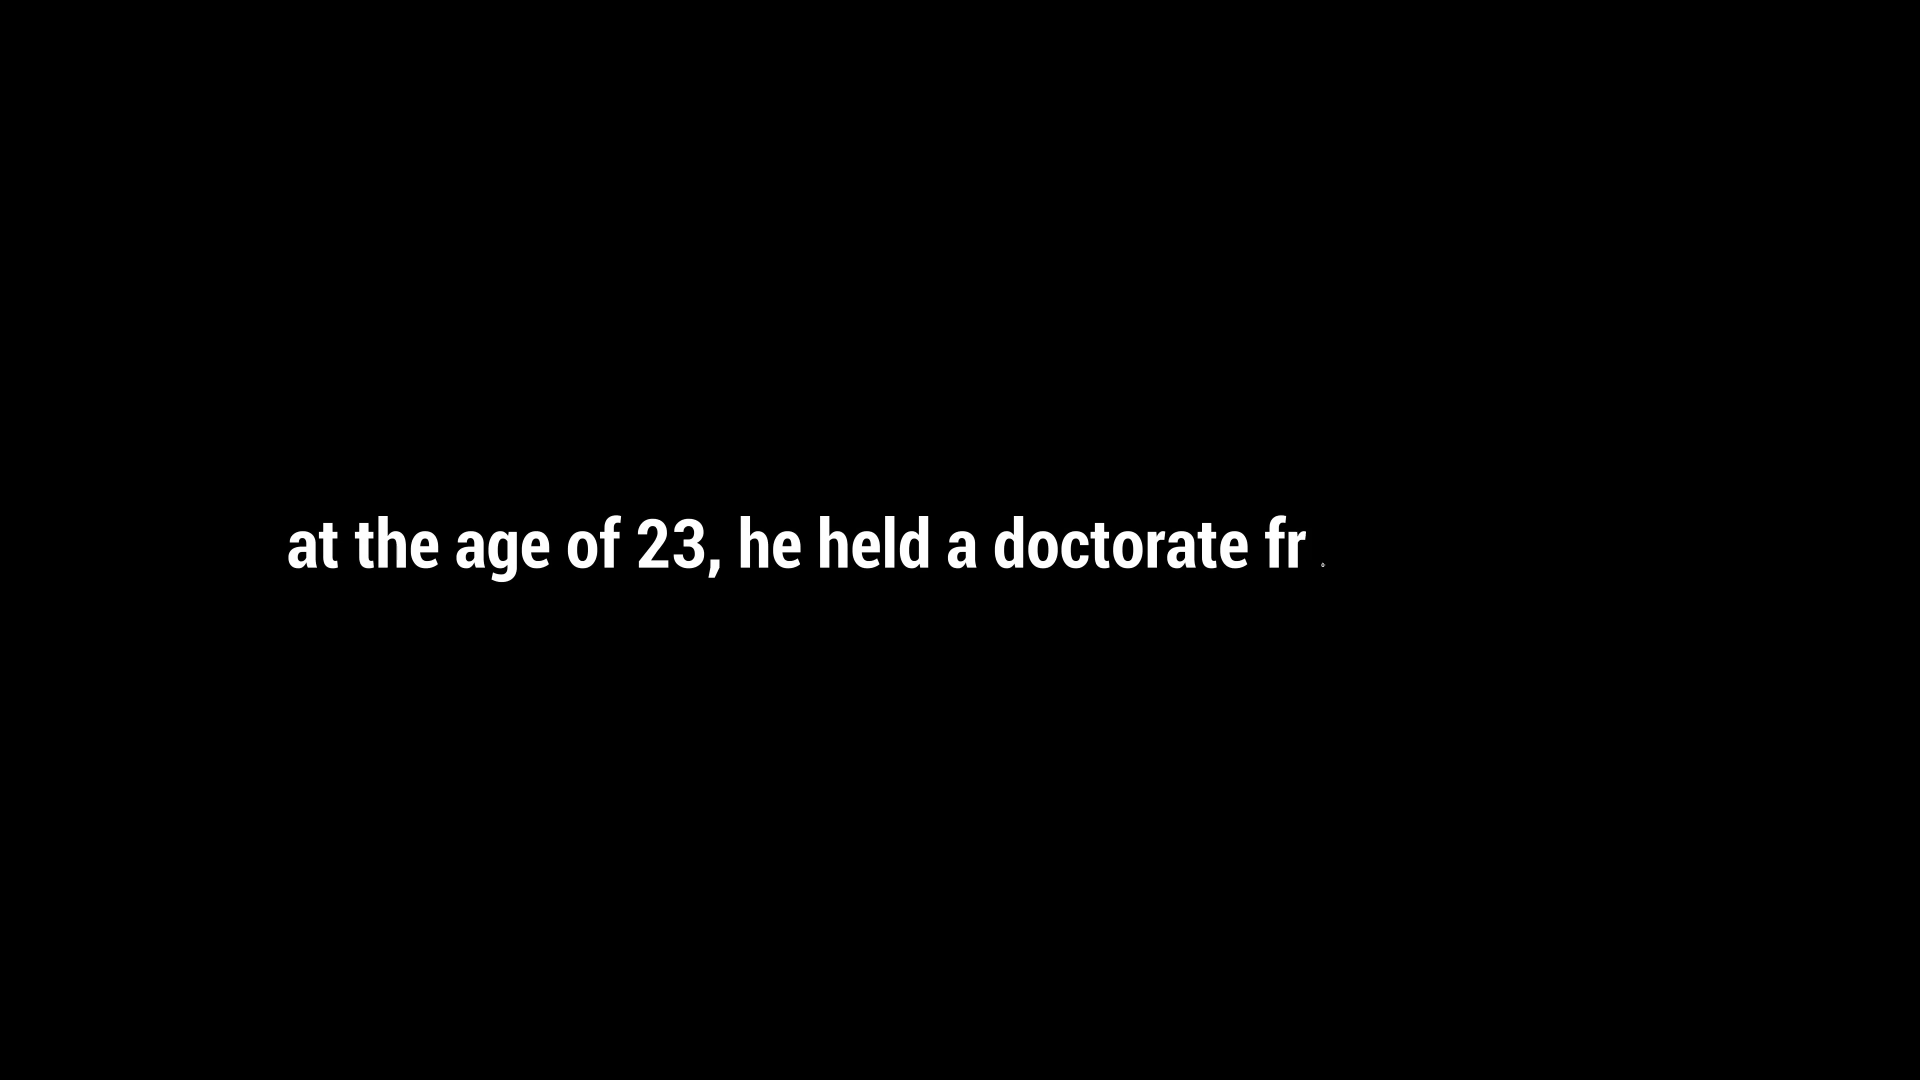 at the age of 23, he held a doctorate fr